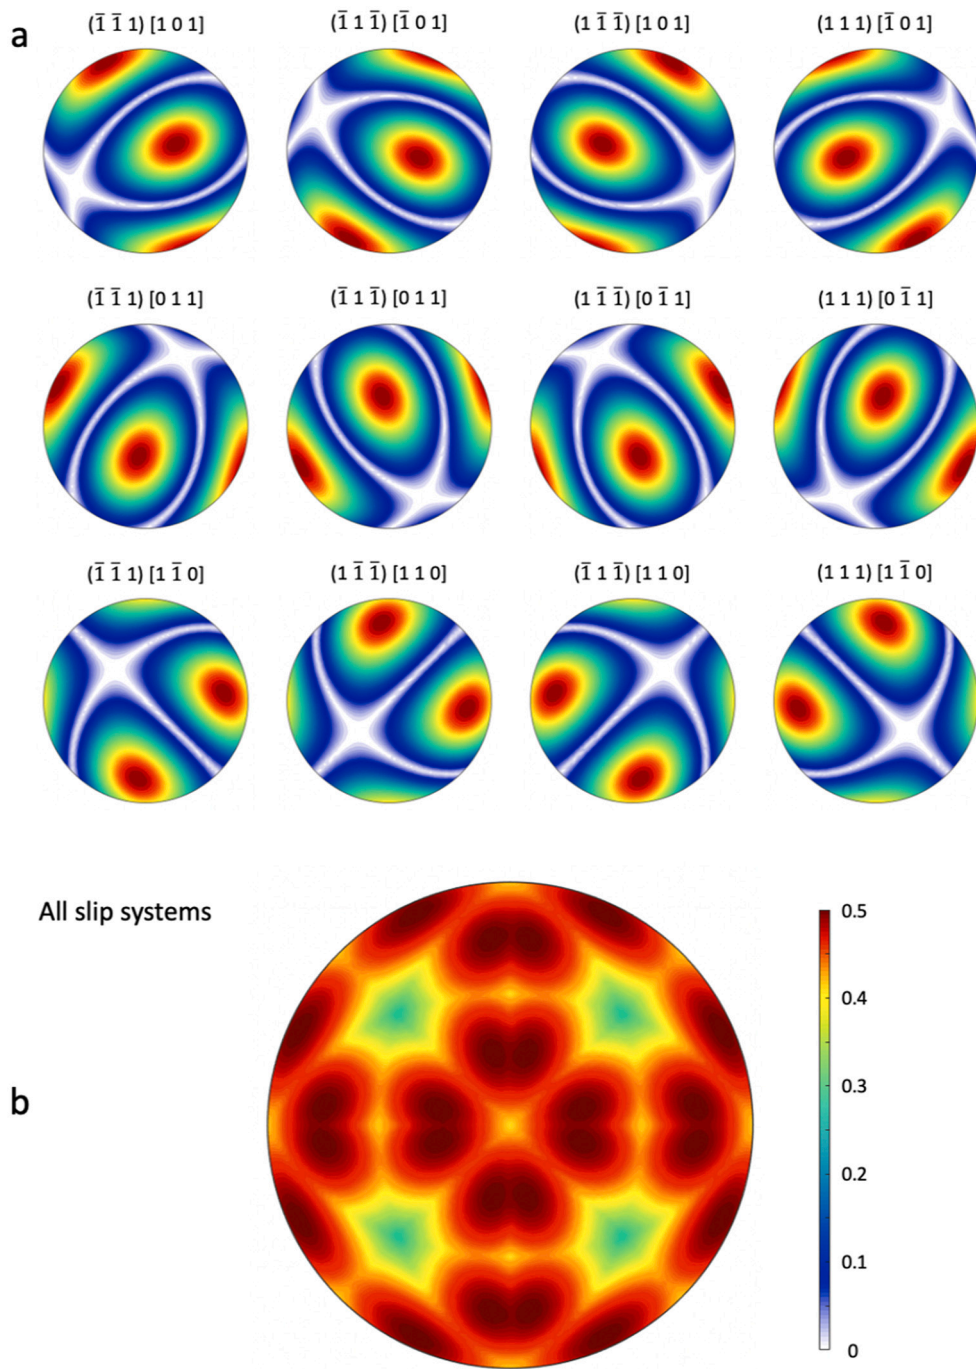 a
(1̅ 1̅ 1) [1 0 1] (1̅ 1 1̅) [1̅ 0 1] (1 1̅ 1̅) [1 0 1] (1 1 1) [1̅ 0 1]
(1̅ 1̅ 1) [0 1 1] (1̅ 1 1̅) [0 1 1] (1 1̅ 1̅) [0 1̅ 1] (1 1 1) [0 1̅ 1]
(1̅ 1̅ 1) [1 1̅ 0] (1 1̅ 1̅) [1 1 0] (1̅ 1 1̅) [1 1 0] (1 1 1) [1 1̅ 0]
All slip systems
b
0.5
0.4
0.3
0.2
0.1
0